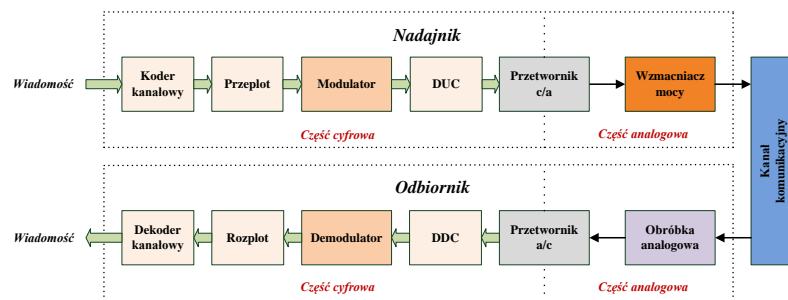 Nadajnik
Wiadomość
Koder
kanałowy
Przeplot
Modulator
DUC
Przetwornik
c/a
Wzmacniacz
mocy
Część cyfrowa
Część analogowa
Kanał
komunikacyjny
Odbiornik
Wiadomość
Dekoder
kanałowy
Rozplot
Demodulator
DDC
Przetwornik
a/c
Obróbka
analogowa
Część cyfrowa
Część analogowa